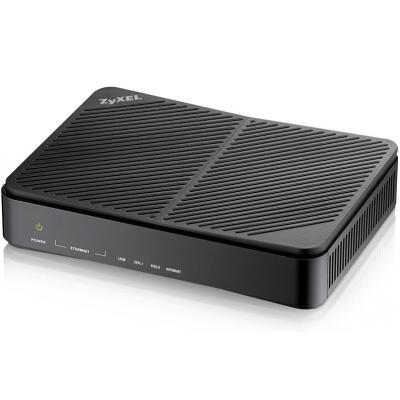 ZyXEL
POWER
ETHERNET
USB
DSL1
DSL2
INTERNET